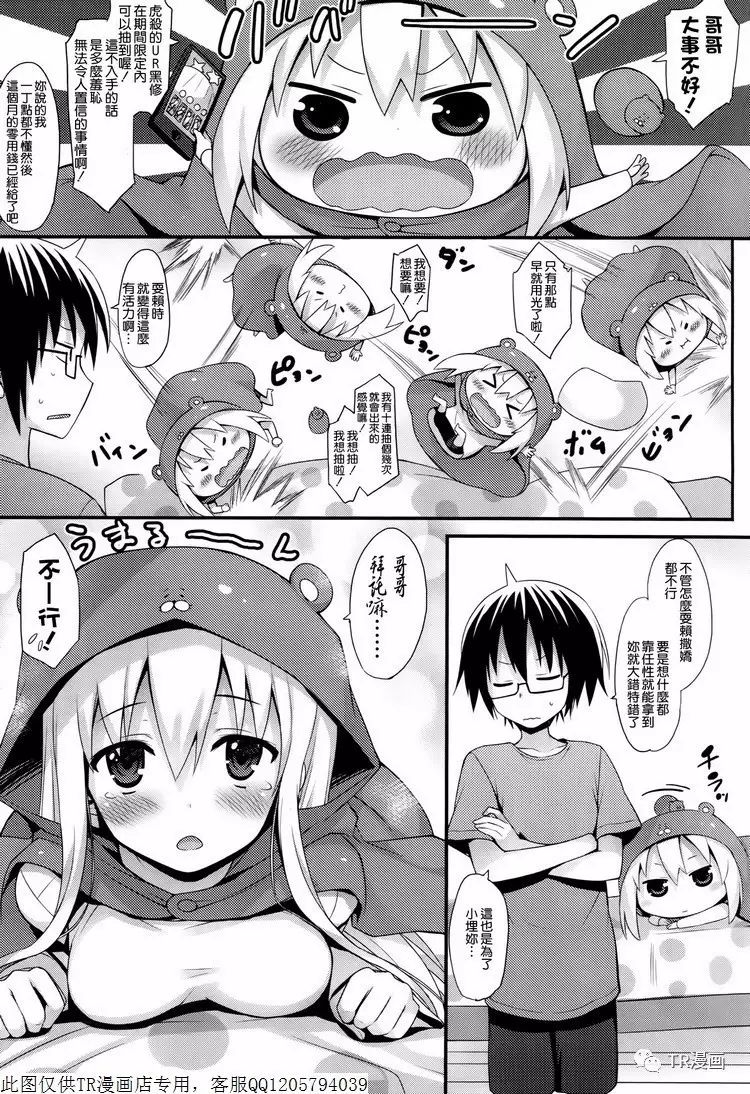 哥哥
大事不好！
虎殺的UR黑修
在期間限定內
可以抽到喔！
這不入手的話
是多麼羞恥
無法令人置信的事情啊！
妳說的我
一丁點都不懂然後
這個月的零用錢已經給了吧
只有那點
早就用光了啦！
ダン
我想要！
想要嘛！
耍賴時
就變得這麼
有活力啊…
ピョン
ピョン
我有十連抽個幾次
就會出來的
感覺嘛！
我想抽
我想抽啦！
バイン
ボム
ビョン
不管怎麼耍賴撒嬌
都不行
要是想什麼都
靠任性就能拿到
妳就大錯特錯了
チラッ
這也是為了
小埋妳…
うまるーーん
哥哥
拜託嘛……
不—行！
TR漫画
此图仅供TR漫画店专用，客服QQ1205794039